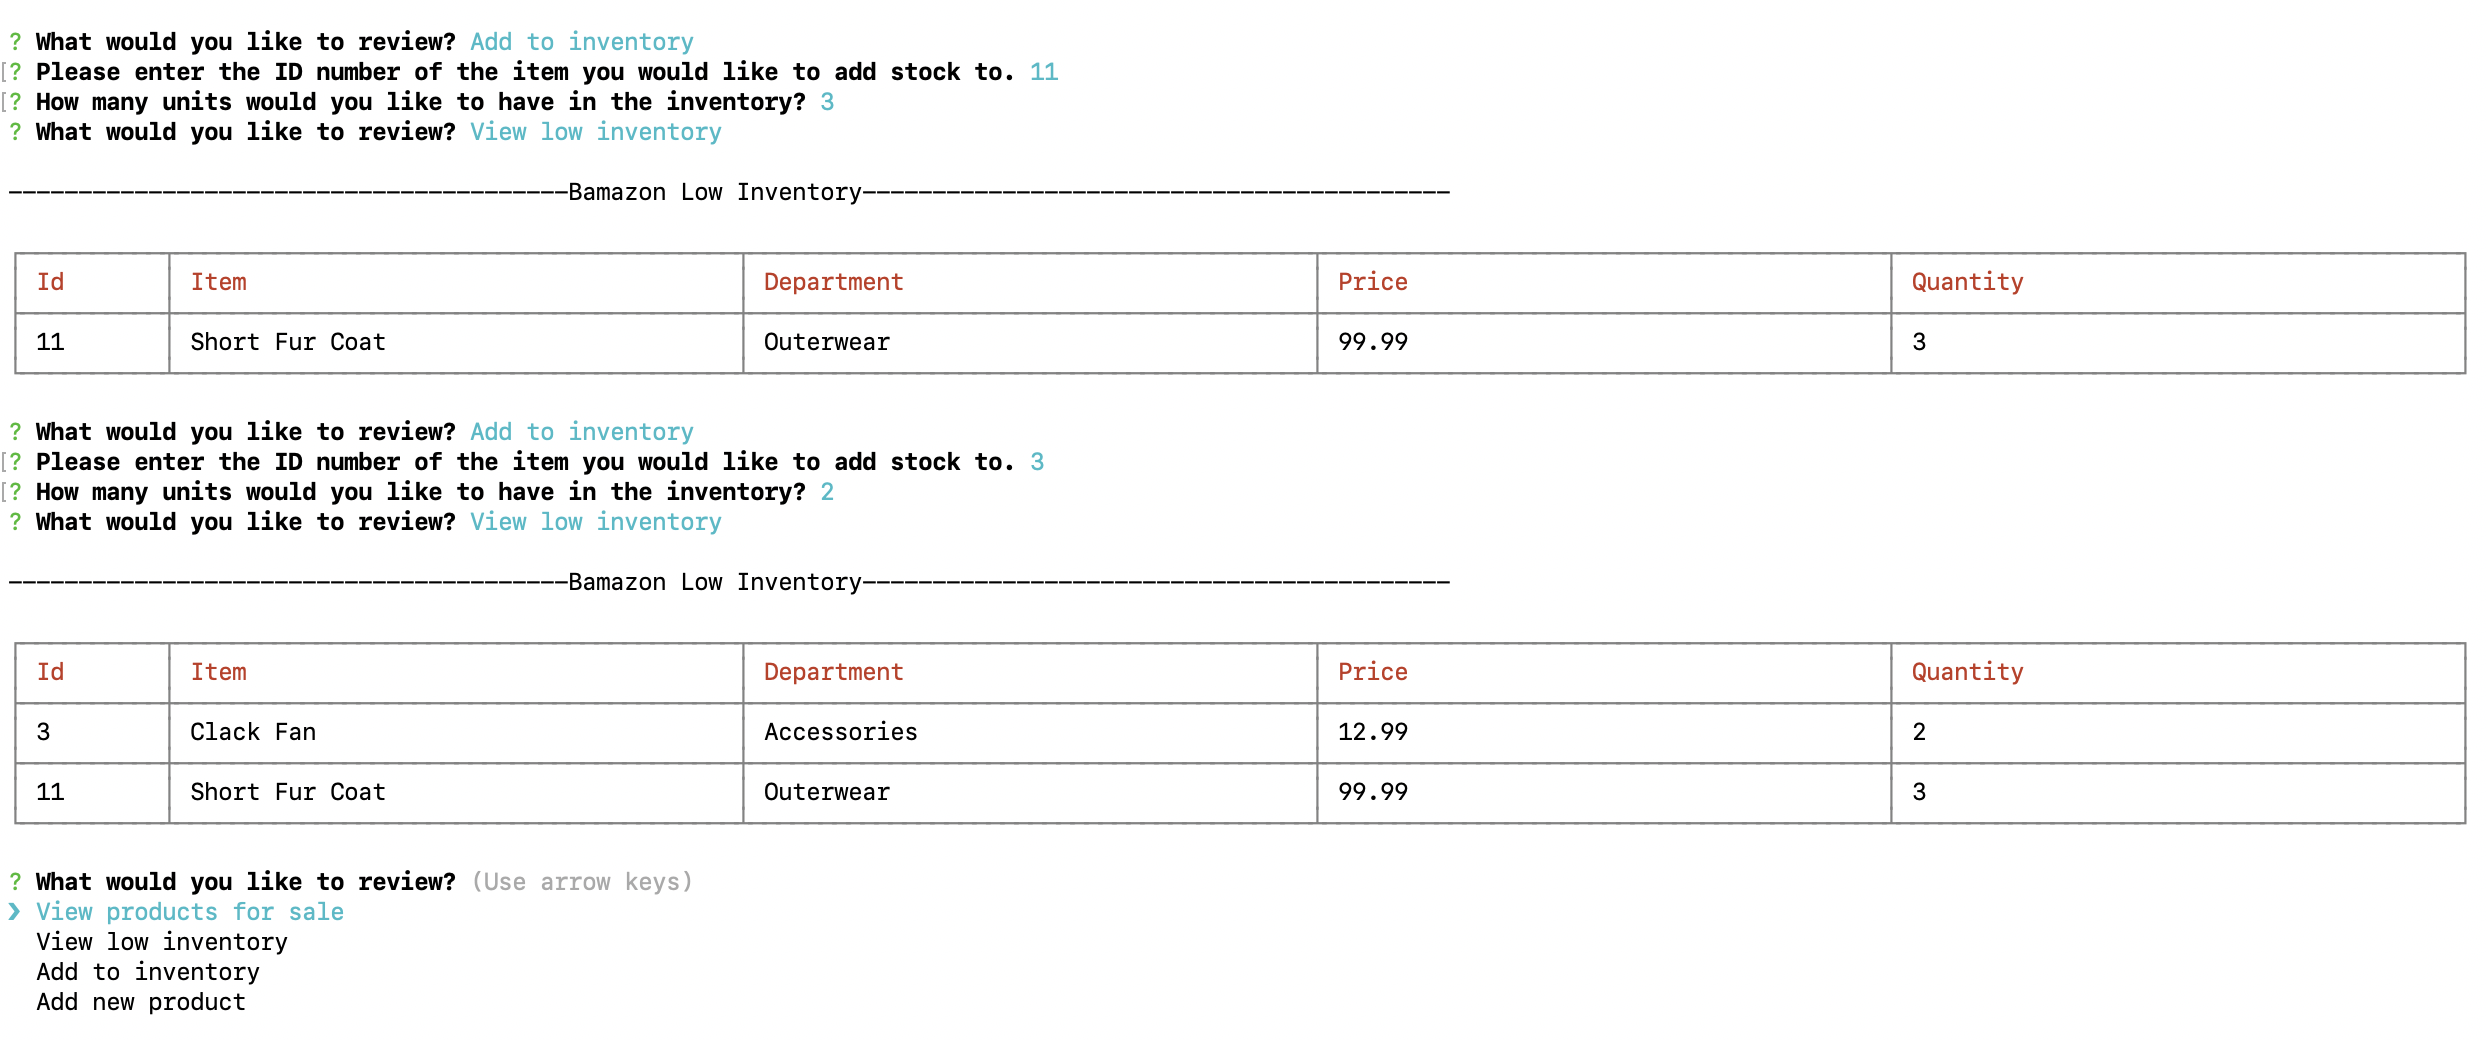 ? What would you like to review? Add to inventory
[? Please enter the ID number of the item you would like to add stock to. 11
[? How many units would you like to have in the inventory? 3
? What would you like to review? View low inventory
————————————————————————————————————————Bamazon Low Inventory——————————————————————————————————————————
Id Item Department Price Quantity
11 Short Fur Coat Outerwear 99.99 3
? What would you like to review? Add to inventory
[? Please enter the ID number of the item you would like to add stock to. 3
[? How many units would you like to have in the inventory? 2
? What would you like to review? View low inventory
————————————————————————————————————————Bamazon Low Inventory——————————————————————————————————————————
Id Item Department Price Quantity
3 Clack Fan Accessories 12.99 2
11 Short Fur Coat Outerwear 99.99 3
? What would you like to review? (Use arrow keys)
❯ View products for sale
View low inventory
Add to inventory
Add new product